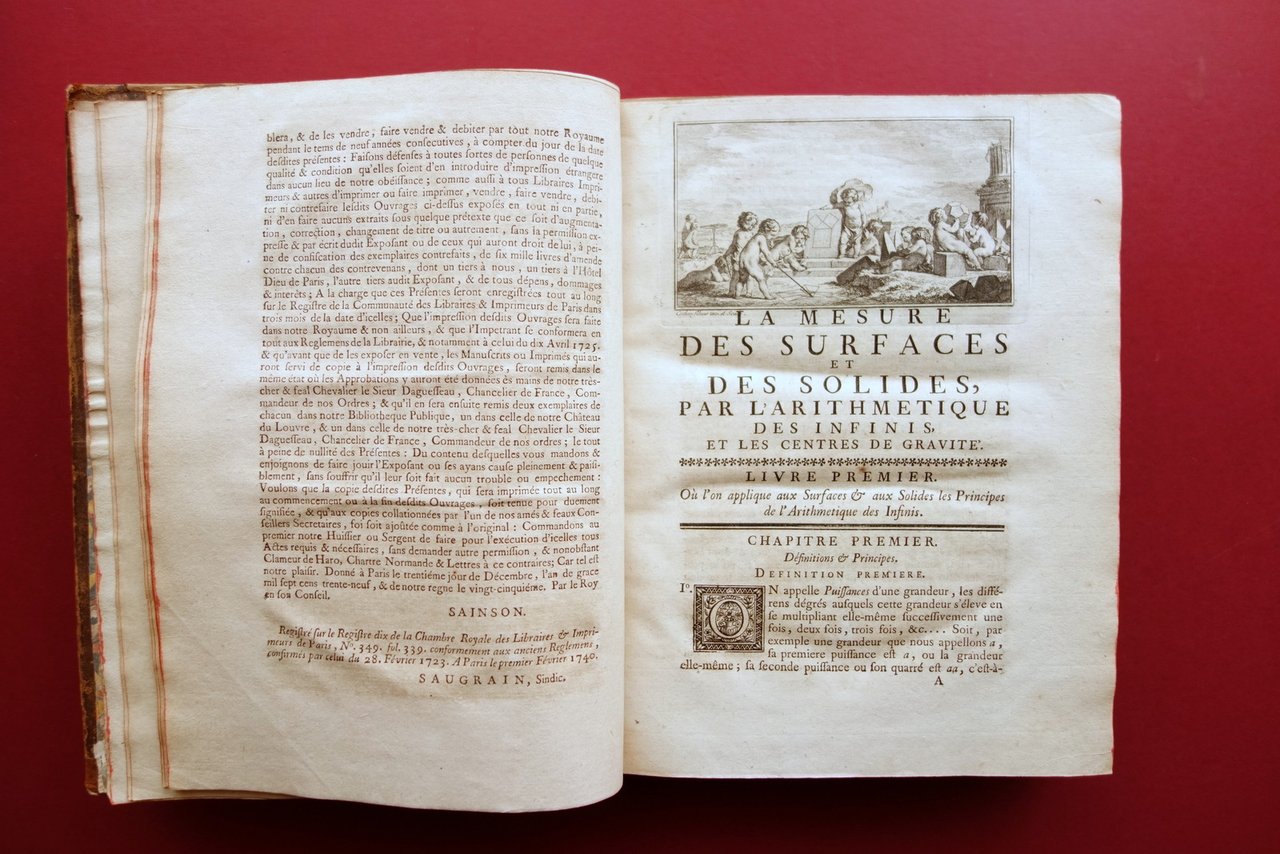 blera, & de les vendre, faire vendre & debiter par tout notre Royaume
pendant le tems de neuf années consecutives, à compter du jour de la date
desdites présentes : Faisons défenses à toutes sortes de personnes de quelque
qualité & condition qu'elles soient d'en introduire d'impression étrangere
dans aucun lieu de notre obéissance ; comme aussi à tous Libraires Impri-
meurs & autres d'imprimer ou faire imprimer, vendre, faire vendre, debi-
ter ni contrefaire lesdits Ouvrages ci-dessus exposés en tout ni en partie,
ni d'en faire aucuns extraits sous quelque prétexte que ce soit d'augmenta-
tion, correction, changement de titre ou autrement, sans la permission ex-
presse & par écrit dudit Exposant ou de ceux qui auront droit de lui, à pei-
ne de confiscation des exemplaires contrefaits, de six mille livres d'amende
contre chacun des contrevenans, dont un tiers à nous, un tiers à l'Hôtel
Dieu de Paris, l'autre tiers audit Exposant, & de tous dépens, dommages
& interêts ; A la charge que ces Présentes seront enregistrées tout au long
sur le Registre de la Communauté des Libraires & Imprimeurs de Paris dans
trois mois de la date d'icelles ; Que l'impression desdits Ouvrages sera faite
dans notre Royaume & non ailleurs, & que l'Impetrant se conformera en
tout aux Reglemens de la Librairie, & notamment à celui du dix Avril 1725.
& qu'avant que de les exposer en vente, les Manuscrits ou Imprimés qui au-
ront servi de copie à l'impression desdits Ouvrages, seront remis dans le
même état où les Approbations y auront été données ès mains de notre très-
cher & feal Chevalier le Sieur Daguesseau, Chancelier de France, Com-
mandeur de nos Ordres ; & qu'il en sera ensuite remis deux exemplaires de
chacun dans notre Bibliotheque Publique, un dans celle de notre Château
du Louvre, & un dans celle de notre très-cher & feal Chevalier le Sieur
Daguesseau, Chancelier de France, Commandeur de nos ordres ; le tout
à peine de nullité des Présentes : Du contenu desquelles vous mandons &
enjoignons de faire jouir l'Exposant ou ses ayans cause pleinement & paisi-
blement, sans souffrir qu'il leur soit fait aucun trouble ou empechement :
Voulons que la copie desdites Présentes, qui sera imprimée tout au long
au commencement ou à la fin desdits Ouvrages, soit tenue pour duement
signifiée, & qu'aux copies collationnées par l'un de nos amés & feaux Con-
seillers Secretaires, foi soit ajoûtée comme à l'original : Commandons au
premier notre Huissier ou Sergent de faire pour l'exécution d'icelles tous
Actes requis & nécessaires, sans demander autre permission, & nonobstant
Clameur de Haro, Chartre Normande & Lettres à ce contraires; Car tel est
notre plaisir. Donné à Paris le trentiéme jour de Décembre, l'an de grace
mil sept cens trente-neuf, & de notre regne le vingt-cinquiéme. Par le Roy
en son Conseil.
SAINSON.
Registré sur le Registre dix de la Chambre Royale des Libraires & Impri-
meurs de Paris, N°. 349. fol. 339. conformement aux anciens Reglemens,
confirmés par celui du 28. Février 1723. A Paris le premier Février 1740.
SAUGRAIN, Sindic.
LA MESURE
DES SURFACES
ET
DES SOLIDES,
PAR L'ARITHMETIQUE
DES INFINIS,
ET LES CENTRES DE GRAVITE'.
LIVRE PREMIER.
Où l'on applique aux Surfaces & aux Solides les Principes
de l'Arithmetique des Infinis.
CHAPITRE PREMIER.
Définitions & Principes.
DEFINITION PREMIERE.
I°. ON appelle Puissances d'une grandeur, les diffé-
rens dégrés ausquels cette grandeur s'éleve en
se multipliant elle-même successivement une
fois, deux fois, trois fois, &c.... Soit, par
exemple une grandeur que nous appellons a,
sa premiere puissance est a, ou la grandeur
elle-même ; sa seconde puissance ou son quarré est aa, c'est-à-
A